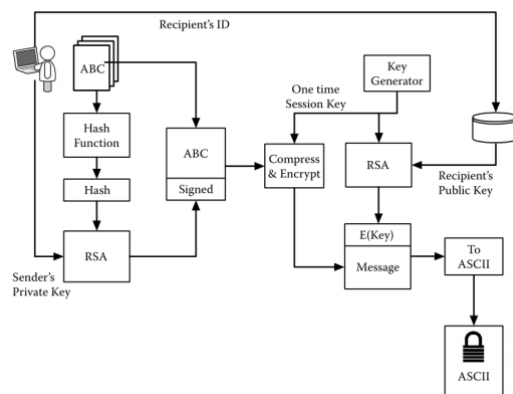 Recipient's ID
ABC
Key
Generator
One time
Session Key
Hash
Function
ABC
Signed
Compress
& Encrypt
RSA
Recipient's
Public Key
Hash
RSA
Sender's
Private Key
E(Key)
Message
To
ASCII
ASCII